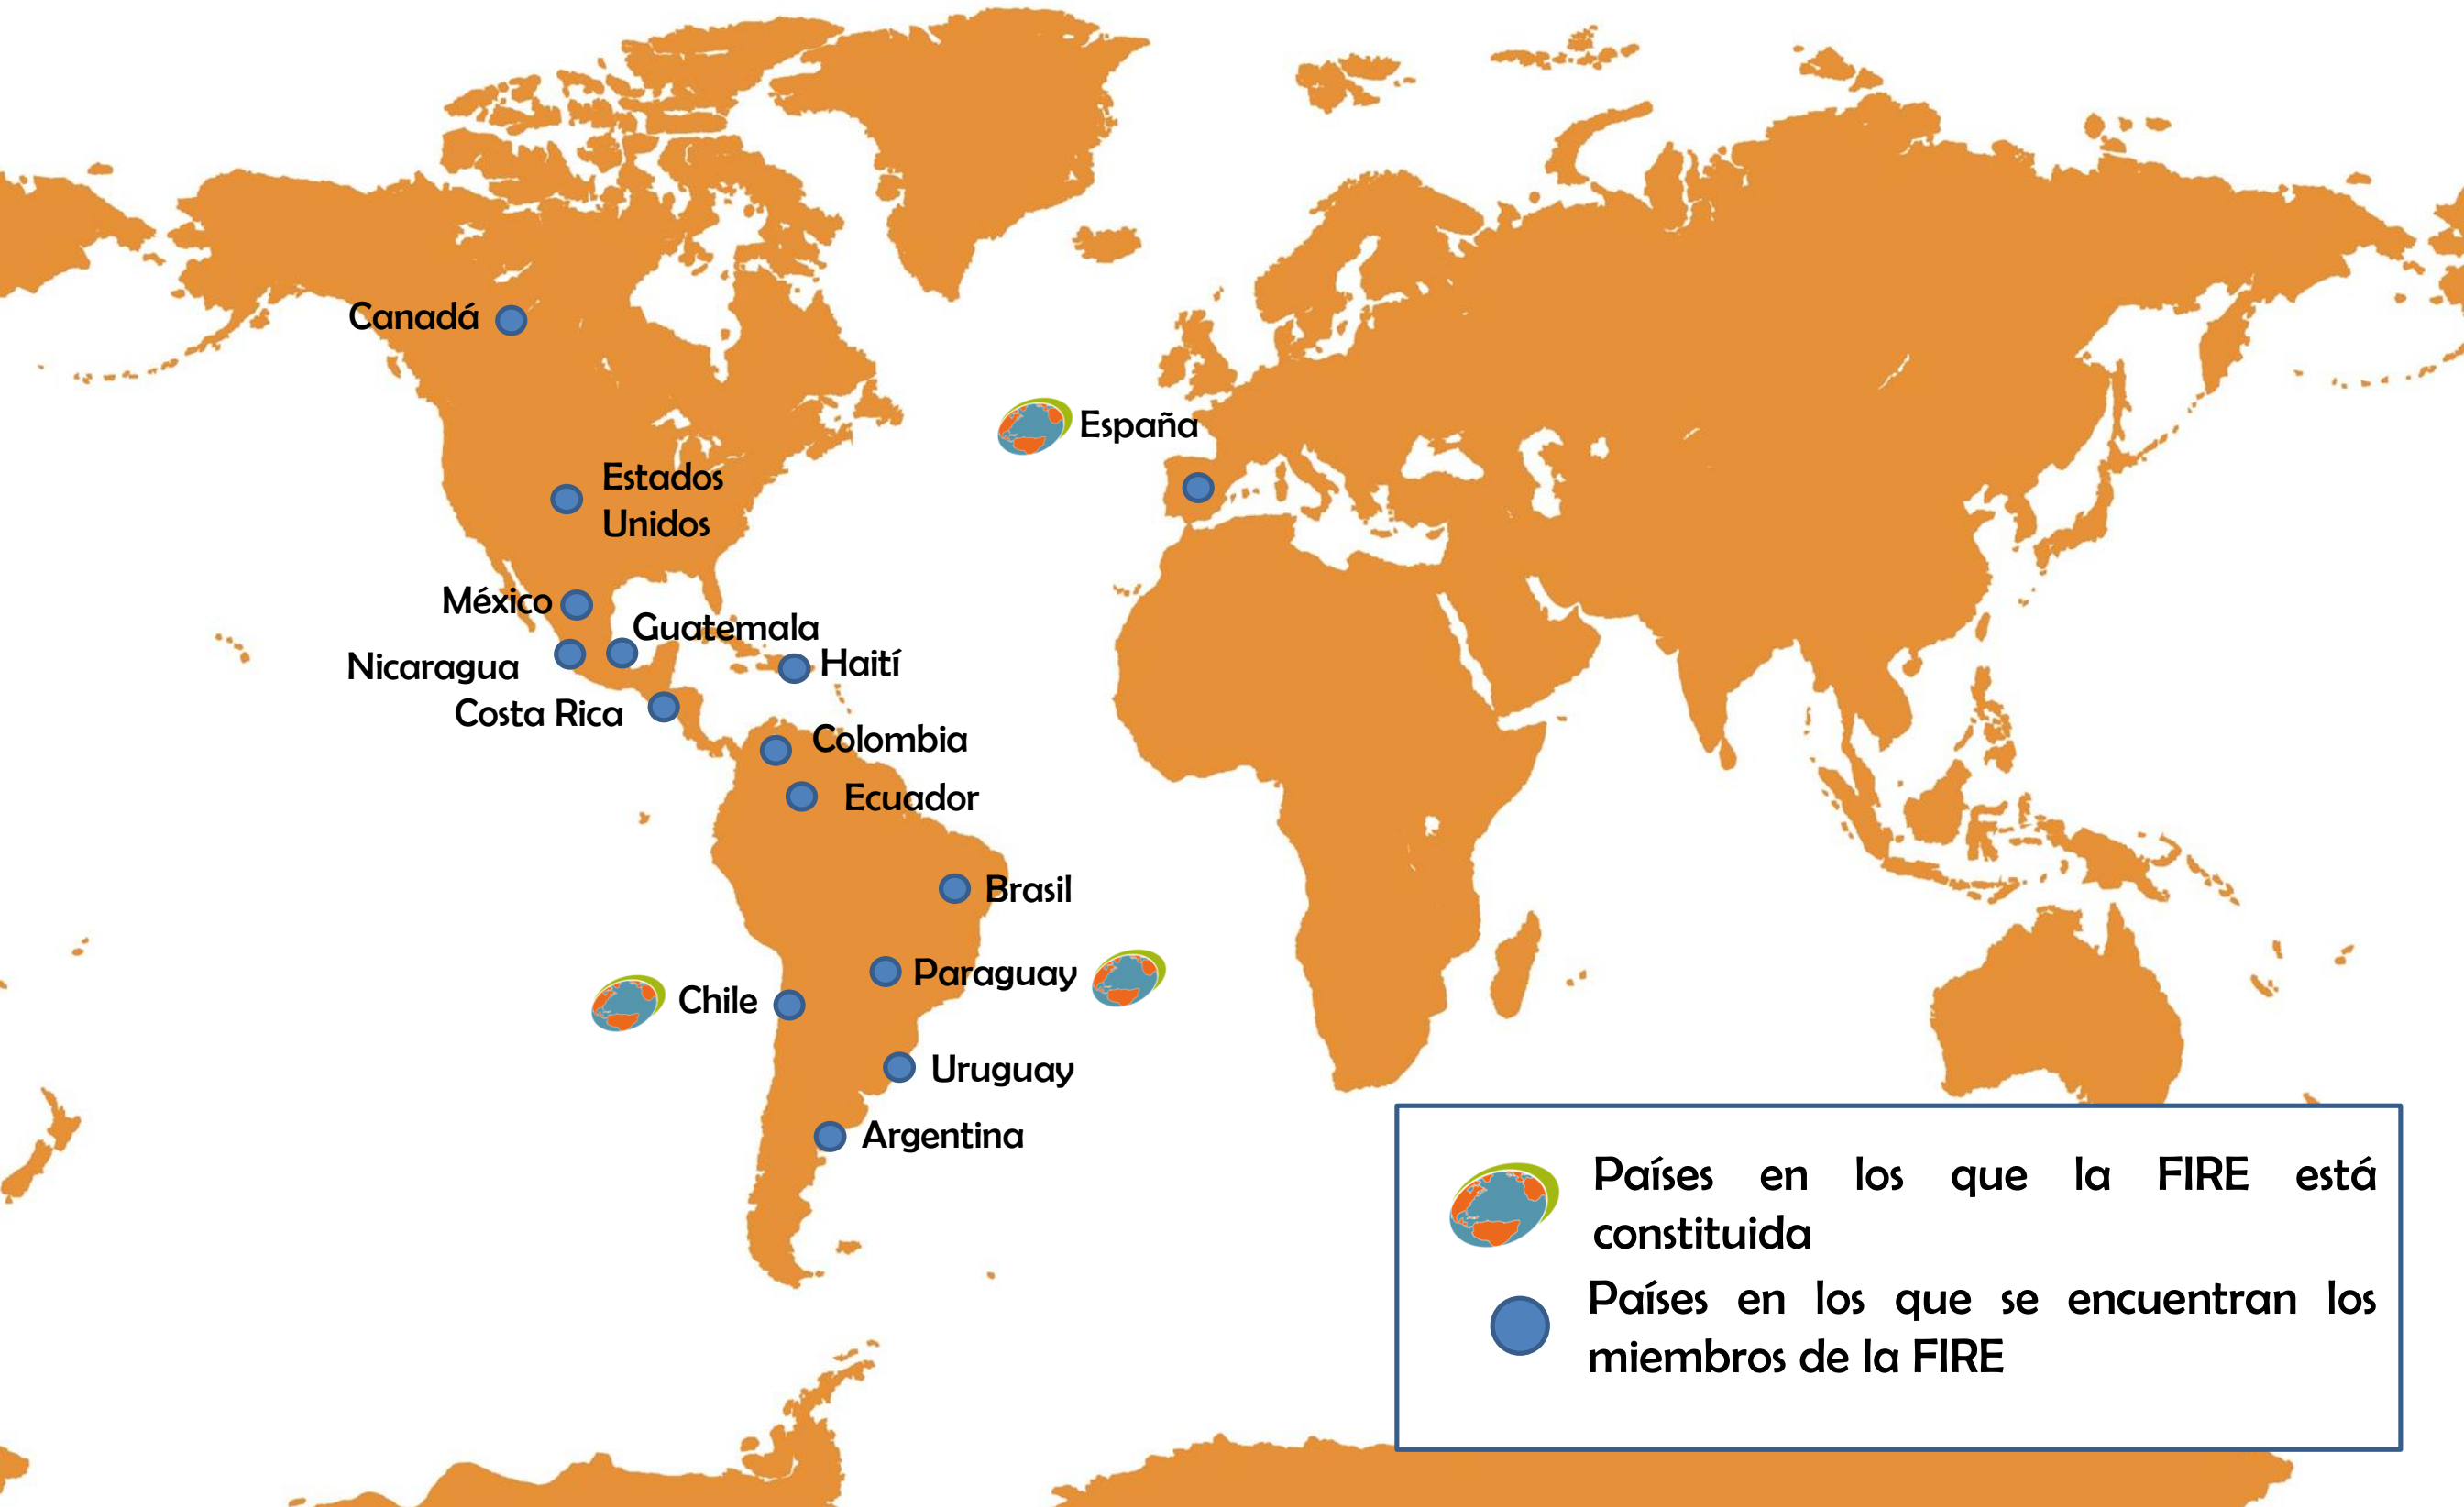 Canadá
España
Estados
Unidos
México
Guatemala
Nicaragua
Haití
Costa Rica
Colombia
Ecuador
Brasil
Paraguay
Chile
Uruguay
Argentina
Países en los que la FIRE está
constituida
Países en los que se encuentran los
miembros de la FIRE